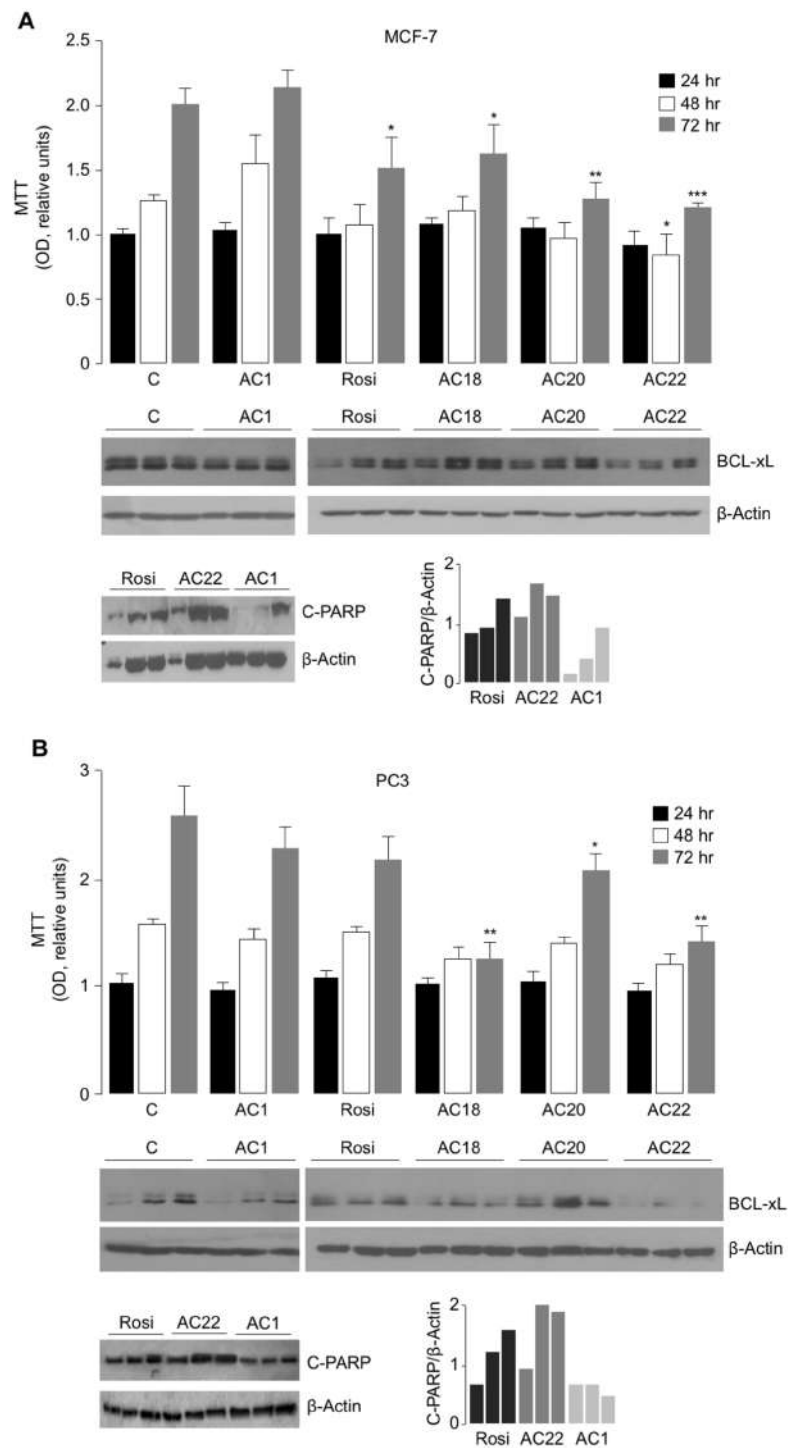 A
MCF-7
2.5
2.0
1.5
1.0
0.5
0
MTT
(OD, relative units)
24 hr
48 hr
72 hr
* * ** * ***
C AC1 Rosi AC18 AC20 AC22
C AC1 Rosi AC18 AC20 AC22
BCL-xL
β-Actin
Rosi AC22 AC1
C-PARP
β-Actin
C-PARP/β-Actin
2
1
0
Rosi AC22 AC1
B
PC3
3
2
1
0
MTT
(OD, relative units)
24 hr
48 hr
72 hr
** * **
C AC1 Rosi AC18 AC20 AC22
C AC1 Rosi AC18 AC20 AC22
BCL-xL
β-Actin
Rosi AC22 AC1
C-PARP
β-Actin
C-PARP/β-Actin
2
1
0
Rosi AC22 AC1